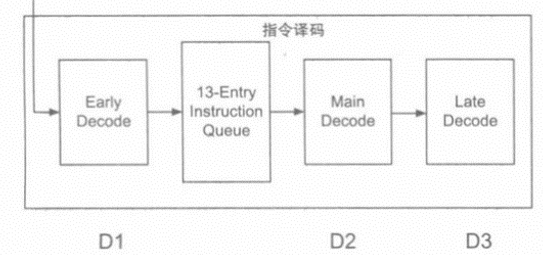 指令译码
Early
Decode
13-Entry
Instruction
Queue
Main
Decode
Late
Decode
D1
D2
D3